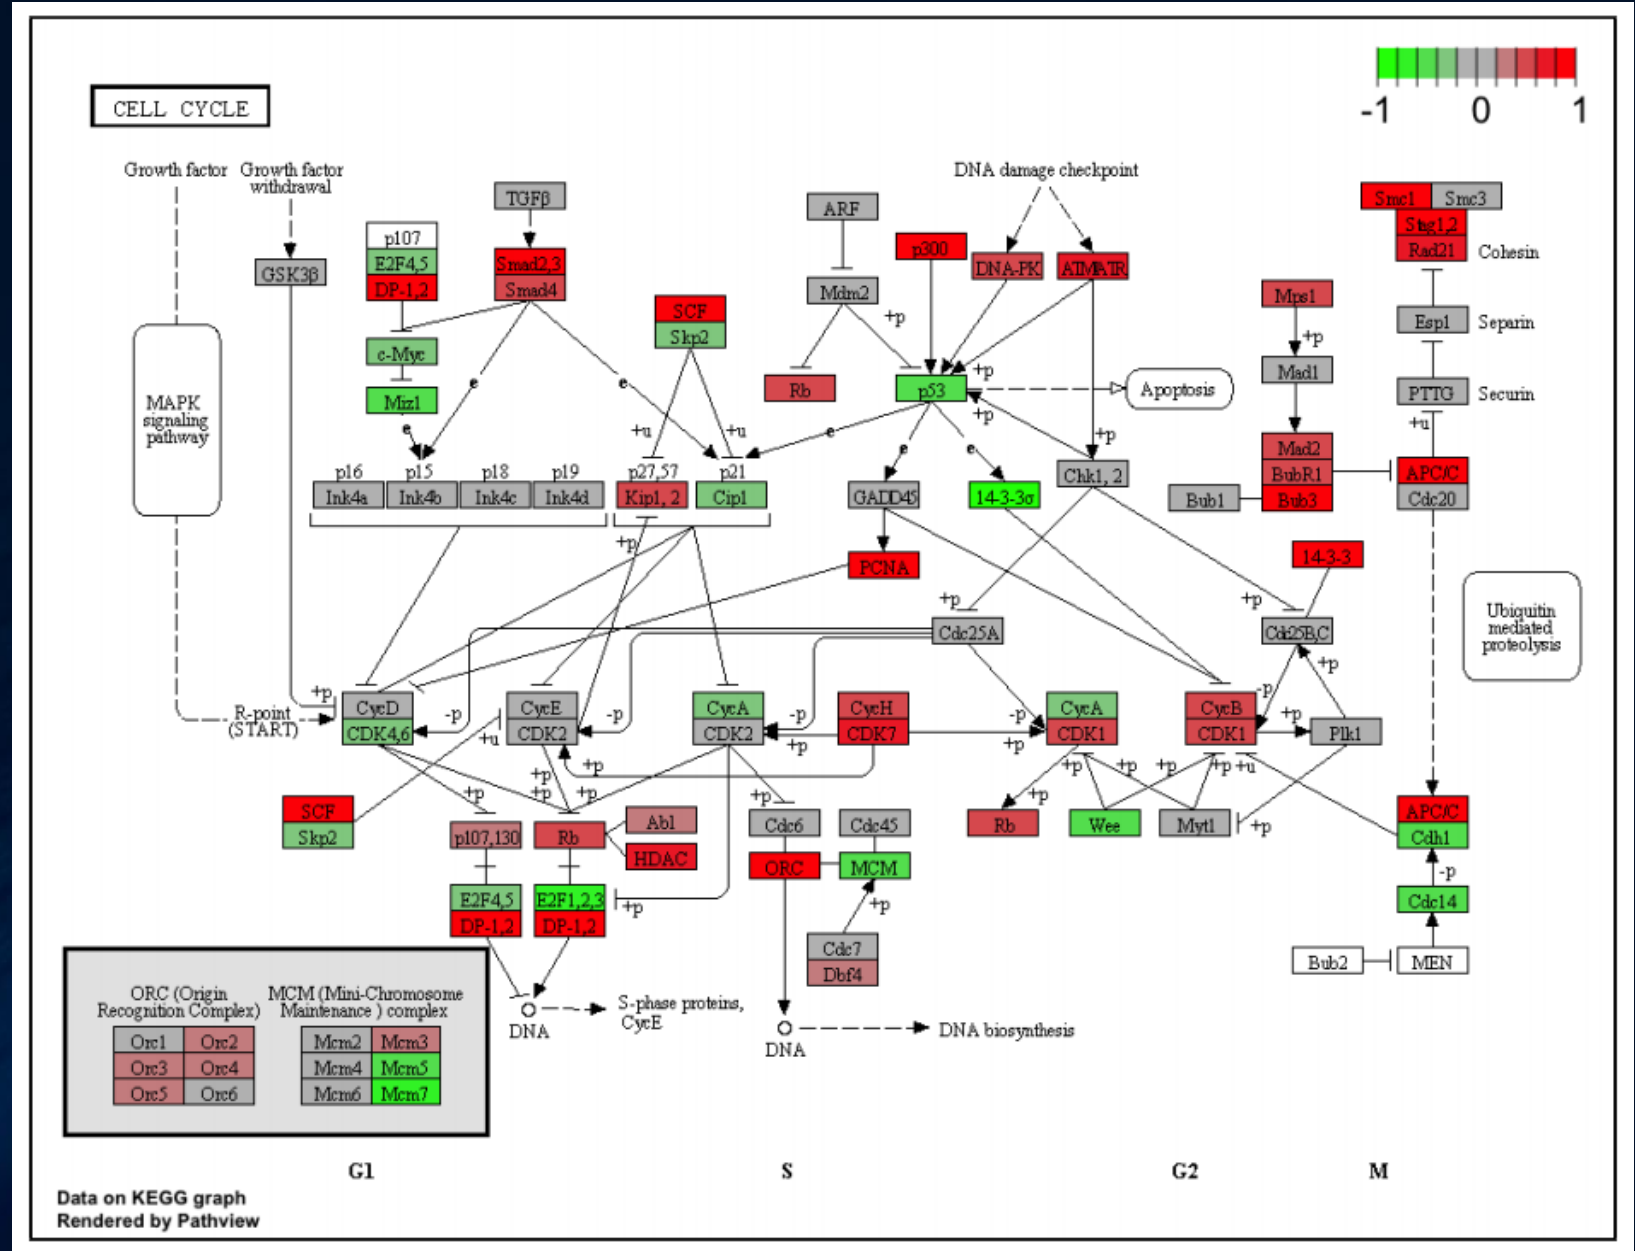 CELL CYCLE
-1 0 1
Growth factor
Growth factor
withdrawal
DNA damage checkpoint
TGFβ
ARF
Smc1 Smc3
Stag1,2
Rad21
Cohesin
p107
E2F4,5
DP-1,2
GSK3β
Smad2,3
Smad4
p300
DNA-PK
ATM/ATR
Mdm2
Mps1
SCF
Skp2
+p
+p
Esp1
Separin
c-Myc
Mad1
Miz1
e
e
Rb
p53
+p
+p
Apoptosis
PTTG
Securin
MAPK
signaling
pathway
e
+u
+u
e
e
e
+p
+u
Mad2
BubR1
Bub3
p16 p15 p18 p19 p27,57 p21
Ink4a Ink4b Ink4c Ink4d Kip1, 2 Cip1
GADD45
14-3-3σ
Chk1, 2
Bub1
APC/C
Cdc20
+p
PCNA
14-3-3
+p
+p
Cdc25A
Cdc25B,C
Ubiquitin
mediated
proteolysis
+p
+p
R-point
(START)
CycD
CDK4,6
-p
+u
CycE
CDK2
-p
CycA
CDK2
-p
+p
CycH
CDK7
-p
+p
CycA
CDK1
CycB
CDK1
-p
+p
Plk1
+p
+p
+p
+p
+p
+p
+p
+p
+p
+p
+u
+p
+p
SCF
Skp2
p107,130
Rb
Abl
HDAC
Cdc6
Cdc45
ORC
MCM
Rb
Wee
Myt1
APC/C
Cdh1
-p
Cdc14
E2F4,5
DP-1,2
E2F1,2,3
DP-1,2
+p
+p
Cdc7
Dbf4
Bub2
MEN
ORC (Origin
Recognition Complex)
MCM (Mini-Chromosome
Maintenance ) complex
Orc1 Orc2
Orc3 Orc4
Orc5 Orc6
Mcm2 Mcm3
Mcm4 Mcm5
Mcm6 Mcm7
DNA
S-phase proteins,
CycE
DNA
DNA biosynthesis
G1 S G2 M
Data on KEGG graph
Rendered by Pathview